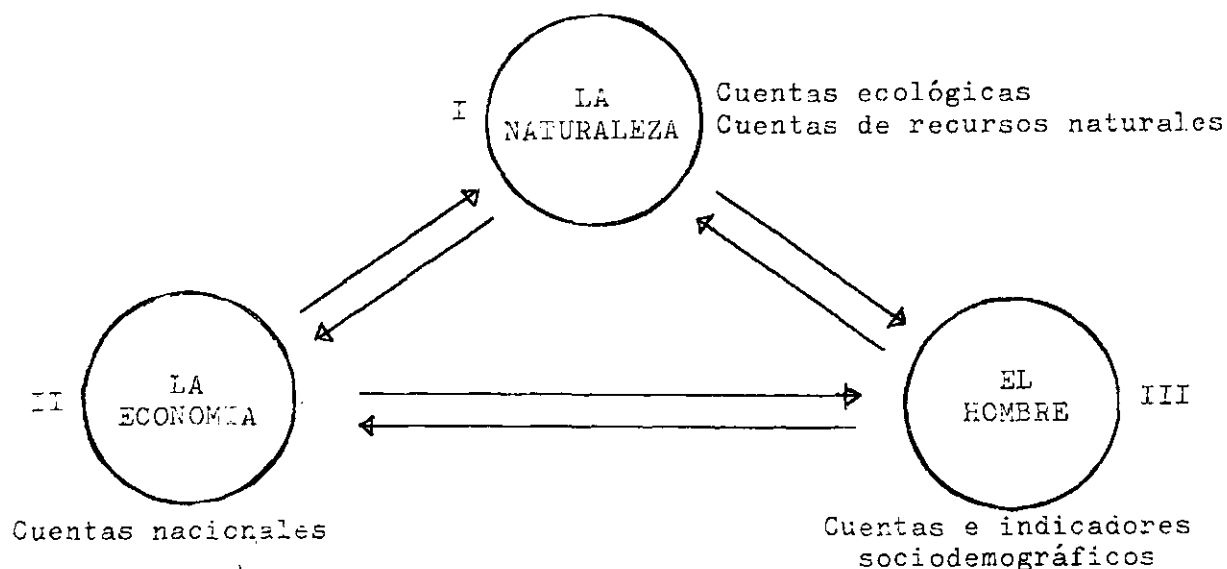 I
LA
NATURALEZA
Cuentas ecológicas
Cuentas de recursos naturales
II
LA
ECONOMIA
Cuentas nacionales
EL
HOMBRE
III
Cuentas e indicadores
sociodemográficos